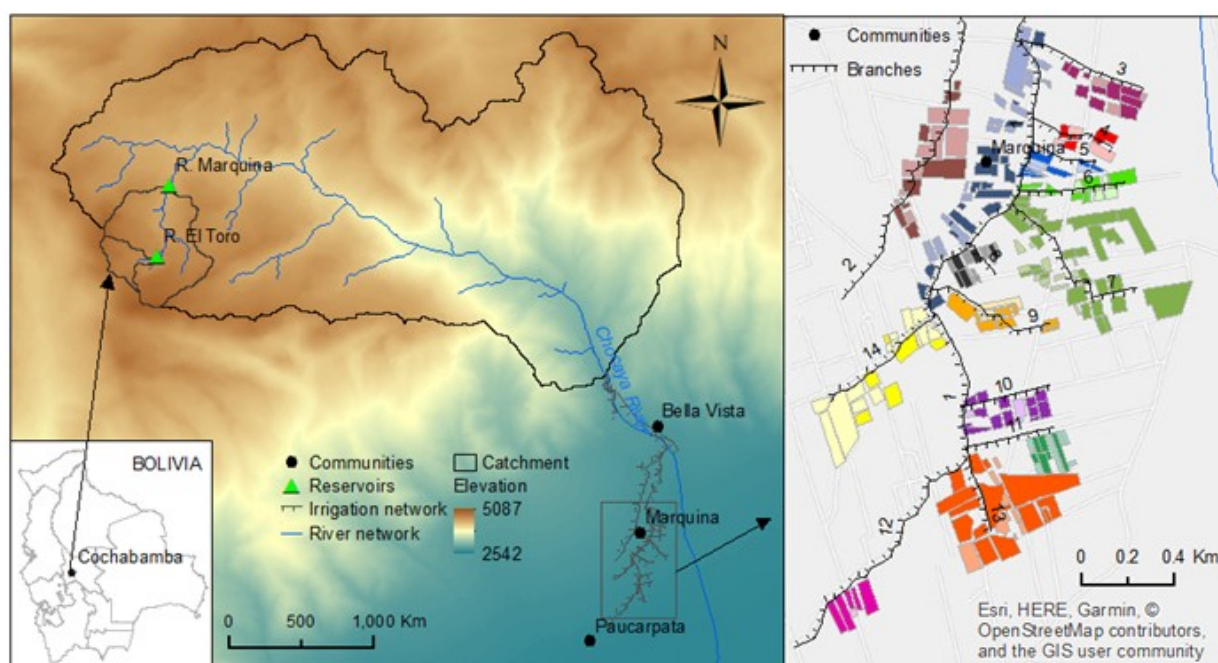 N
R. Marquina
R. El Toro
Chocaya River
Bella Vista
Marquina
Paucarpata
Communities
Reservoirs
Irrigation network
River network
Catchment
Elevation
5087
2542
0 500 1,000 Km
BOLIVIA
Cochabamba
Communities
Branches
3
4
5
Marquina
6
2
8
7
9
14
1
10
11
12
13
0 0.2 0.4 Km
Esri, HERE, Garmin, ©
OpenStreetMap contributors,
and the GIS user community